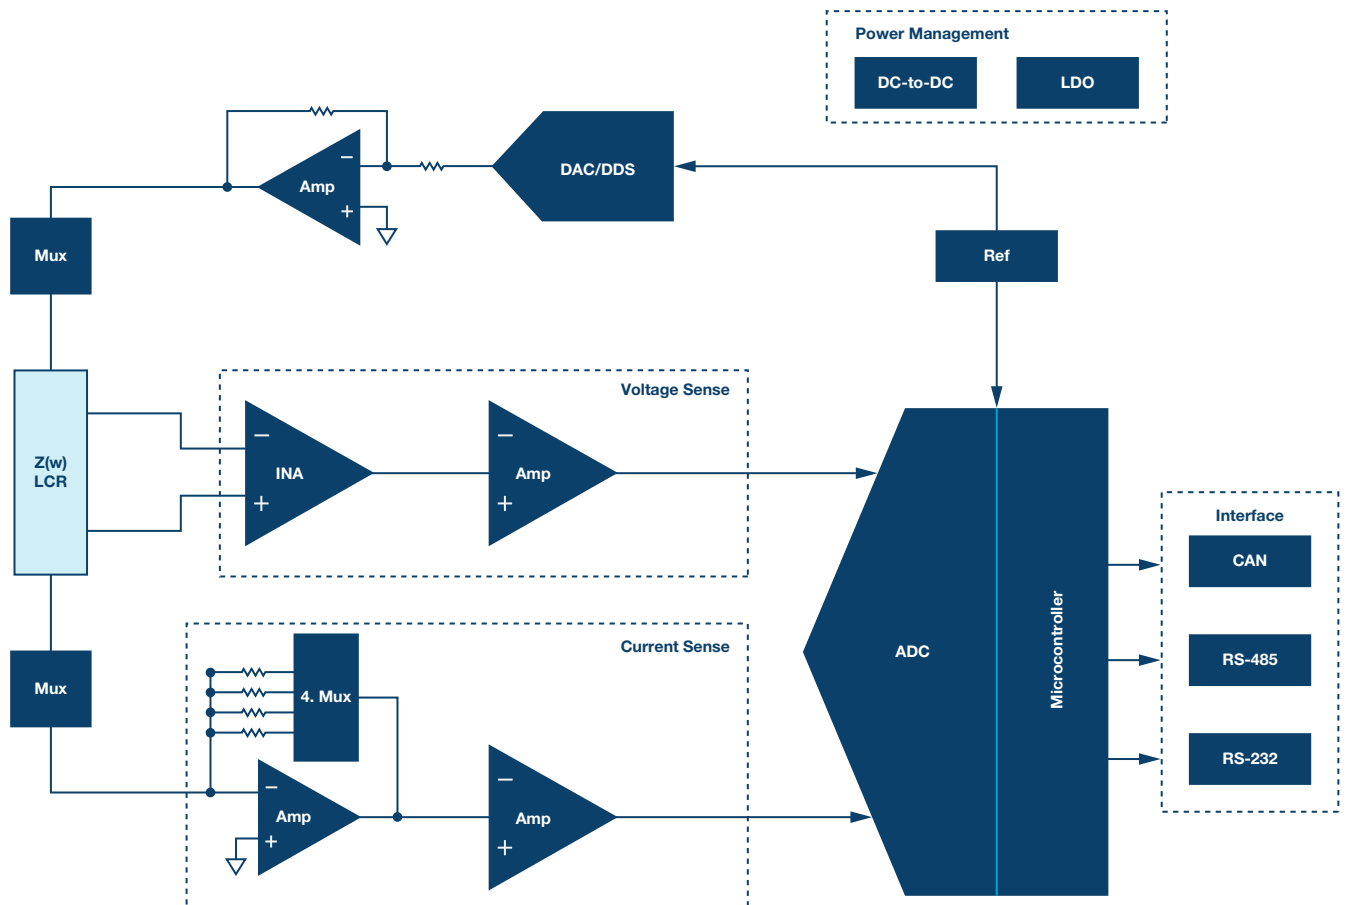 Power Management
DC-to-DC
LDO
DAC/DDS
−
Amp
+
Mux
Ref
Voltage Sense
−
INA
+
−
Amp
+
Z(w)
LCR
Interface
CAN
RS-485
RS-232
ADC
Microcontroller
Current Sense
Mux
4. Mux
−
Amp
+
−
Amp
+